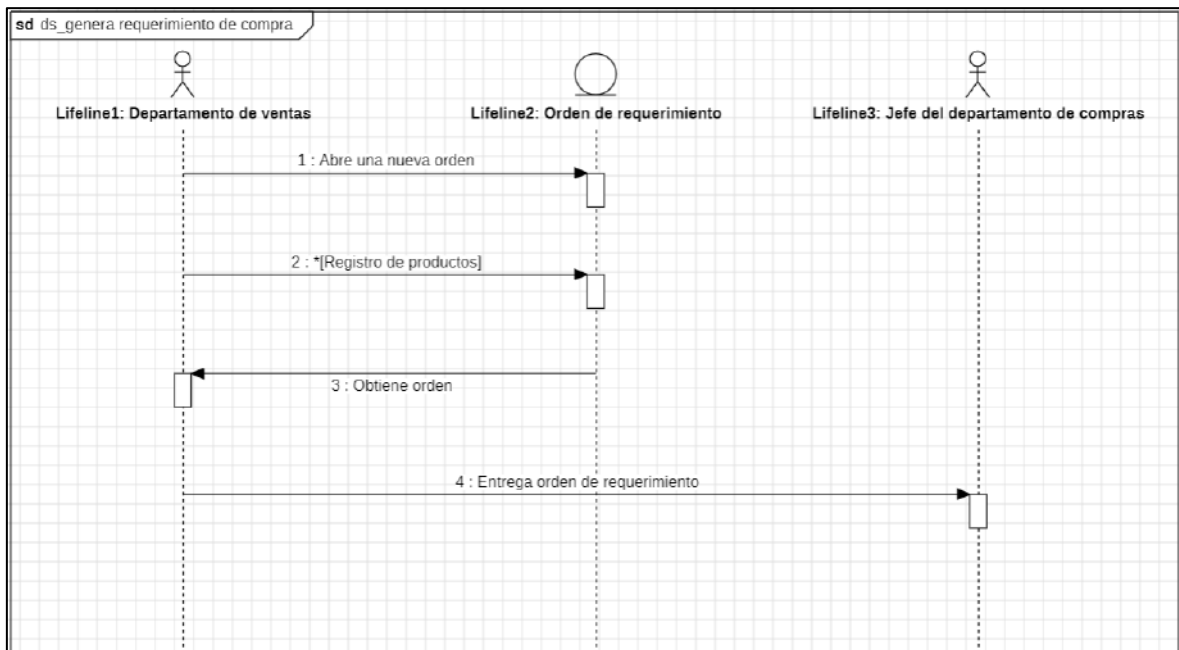 sd ds_genera requerimiento de compra
Lifeline1: Departamento de ventas
Lifeline2: Orden de requerimiento
Lifeline3: Jefe del departamento de compras
1 : Abre una nueva orden
2 : *[Registro de productos]
3 : Obtiene orden
4 : Entrega orden de requerimiento